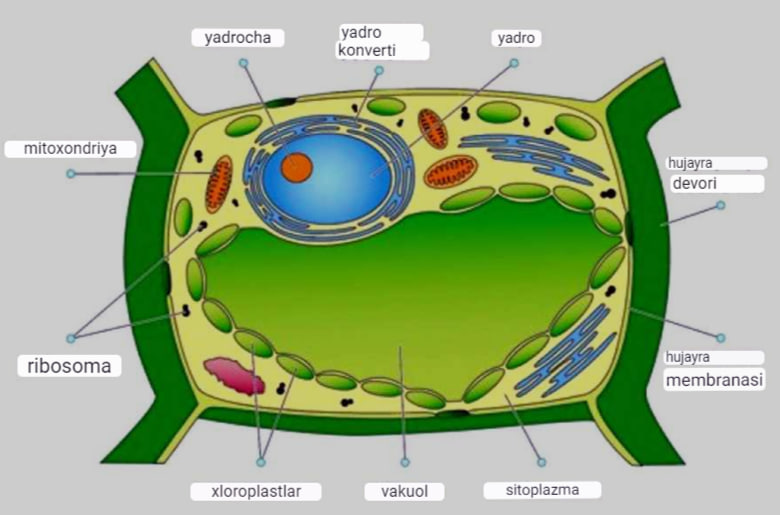 yadrocha
yadro
konverti
yadro
mitoxondriya
hujayra
devori
ribosoma
hujayra
membranasi
xloroplastlar
vakuol
sitoplazma